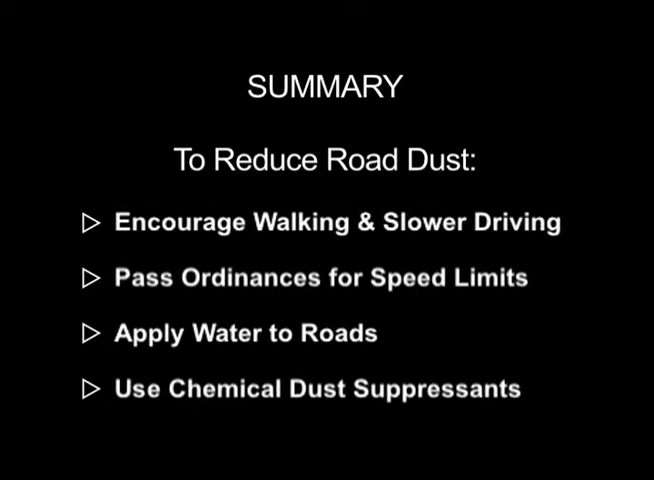 SUMMARY
To Reduce Road Dust:
Encourage Walking & Slower Driving
Pass Ordinances for Speed Limits
Apply Water to Roads
Use Chemical Dust Suppressants